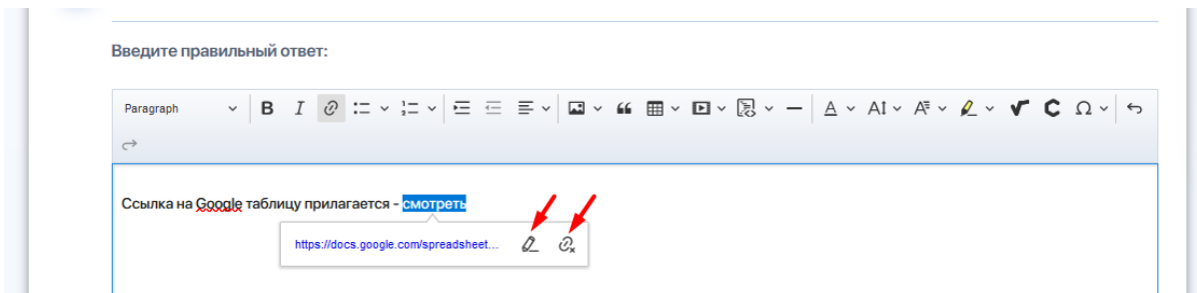 Введите правильный ответ:
Paragraph
Ссылка на Google таблицу прилагается - смотреть
https://docs.google.com/spreadsheet...